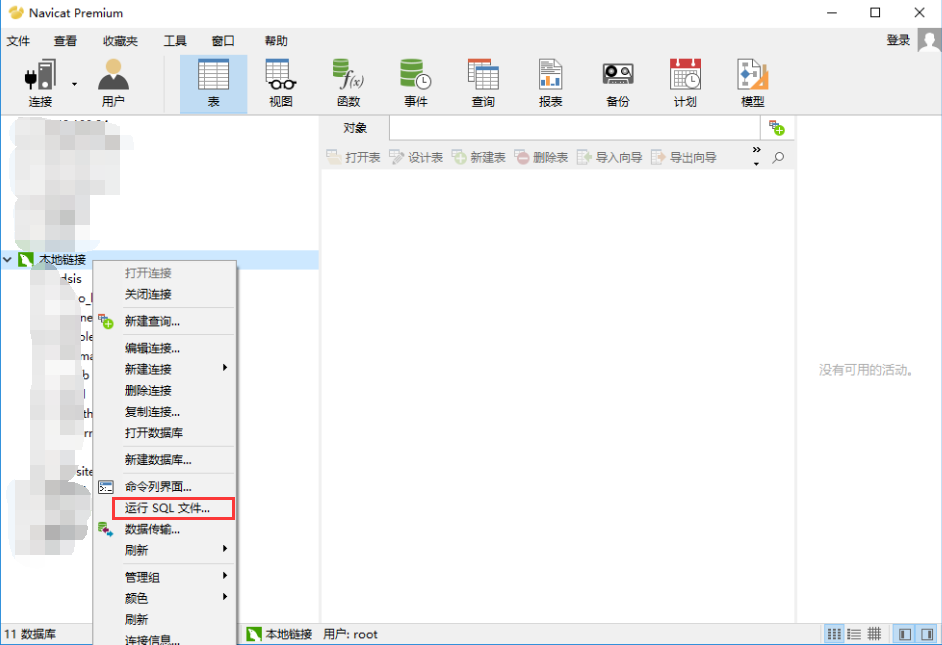 Navicat Premium
文件 查看 收藏夹 工具 窗口 帮助 登录
连接 用户 表 视图 函数 事件 查询 报表 备份 计划 模型
f(x)
对象
打开表 设计表 新建表 删除表 导入向导 导出向导 »
本地链接
打开连接
关闭连接
新建查询...
编辑连接...
新建连接
删除连接
复制连接...
打开数据库
新建数据库...
命令列界面...
运行 SQL 文件...
数据传输...
刷新
管理组
颜色
刷新
连接信息...
dsis
site
没有可用的活动。
11 数据库 本地链接 用户: root